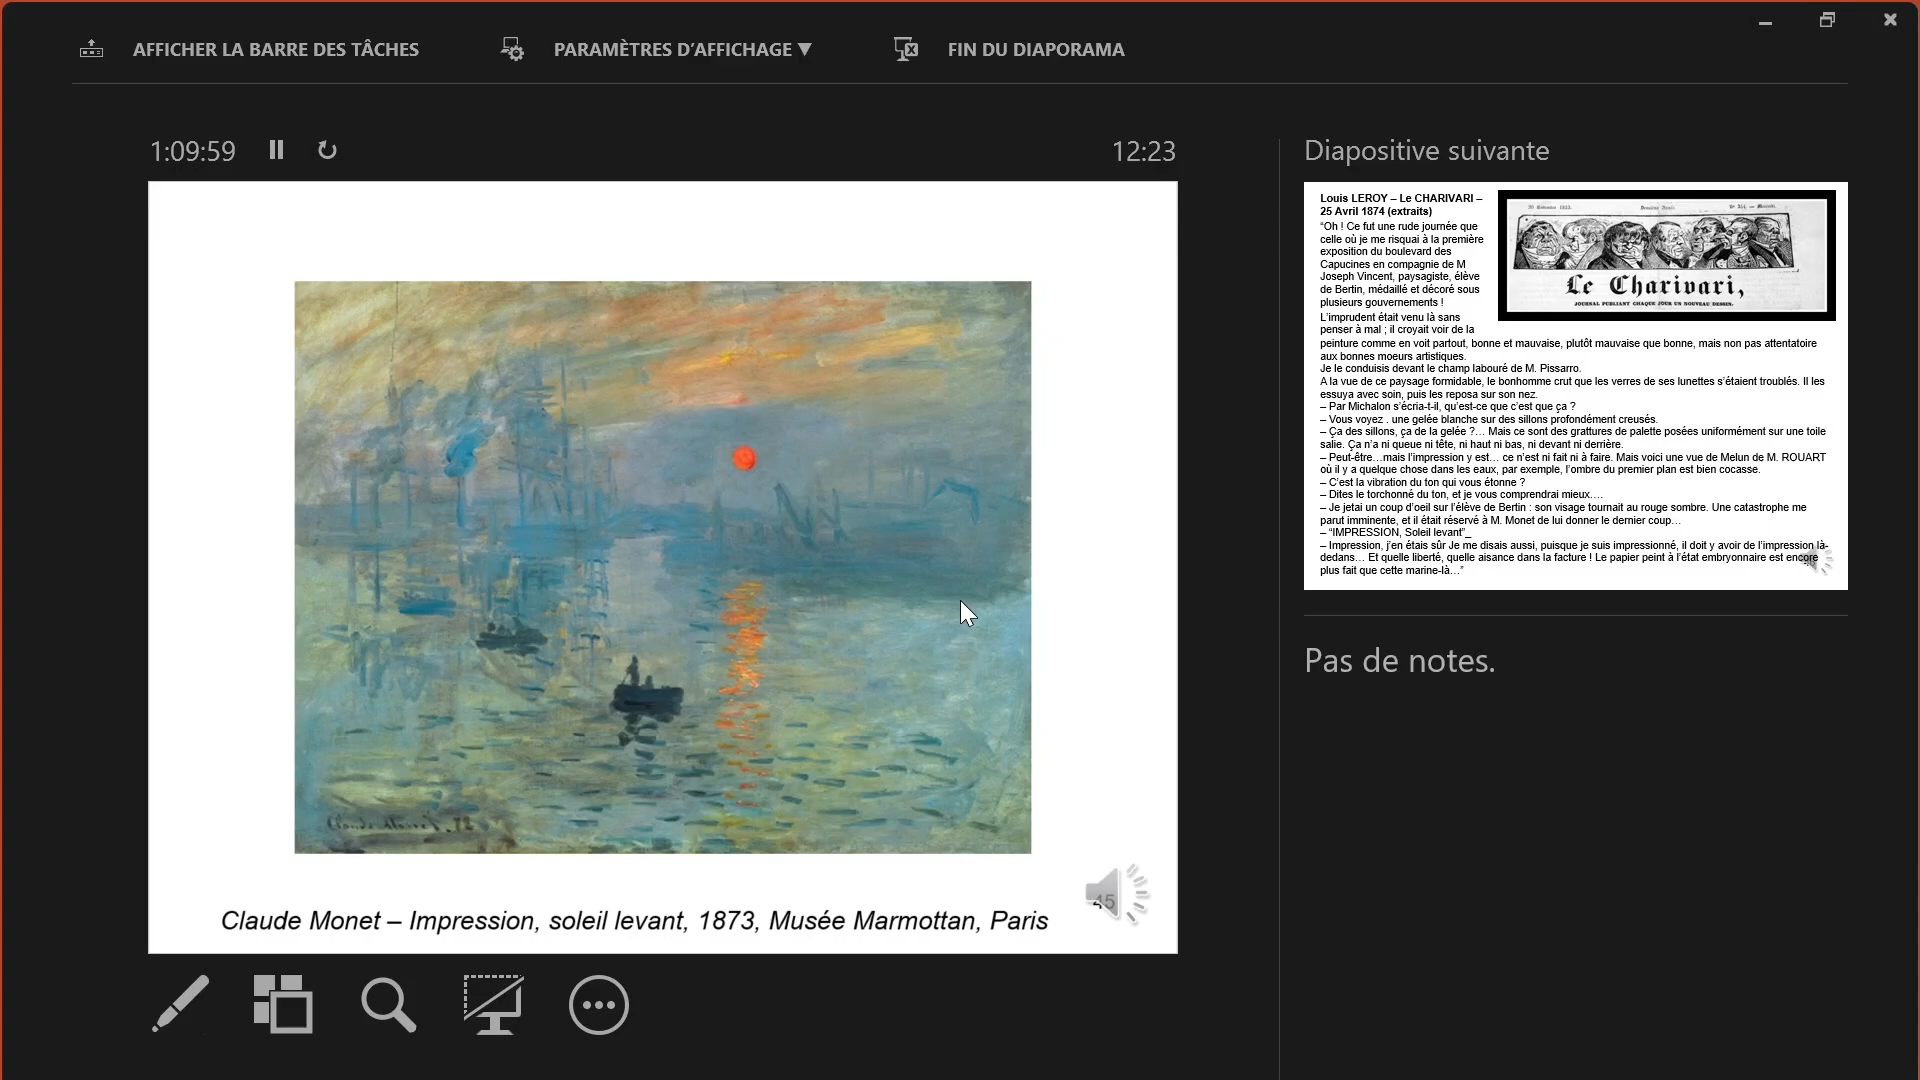 AFFICHER LA BARRE DES TÂCHES
PARAMÈTRES D'AFFICHAGE ▼
FIN DU DIAPORAMA
1:09:59
12:23
Claude Monet . 72
Claude Monet – Impression, soleil levant, 1873, Musée Marmottan, Paris
Diapositive suivante
Louis LEROY – Le CHARIVARI –
25 Avril 1874 (extraits)
"Oh ! Ce fut une rude journée que
celle où je me risquai à la première
exposition du boulevard des
Capucines en compagnie de M
Joseph Vincent, paysagiste, élève
de Bertin, médaillé et décoré sous
plusieurs gouvernements !
L'imprudent était venu là sans
penser à mal ; il croyait voir de la
peinture comme en voit partout, bonne et mauvaise, plutôt mauvaise que bonne, mais non pas attentatoire
aux bonnes moeurs artistiques.
Je le conduisis devant le champ labouré de M. Pissarro.
A la vue de ce paysage formidable, le bonhomme crut que les verres de ses lunettes s'étaient troublés. Il les
essuya avec soin, puis les reposa sur son nez.
– Par Michalon s'écria-t-il, qu'est-ce que c'est que ça ?
– Vous voyez . une gelée blanche sur des sillons profondément creusés.
– Ça des sillons, ça de la gelée ?… Mais ce sont des grattures de palette posées uniformément sur une toile
salie. Ça n'a ni queue ni tête, ni haut ni bas, ni devant ni derrière.
– Peut-être…mais l'impression y est… ce n'est ni fait ni à faire. Mais voici une vue de Melun de M. ROUART
où il y a quelque chose dans les eaux, par exemple, l'ombre du premier plan est bien cocasse.
– C'est la vibration du ton qui vous étonne ?
– Dites le torchonné du ton, et je vous comprendrai mieux….
– Je jetai un coup d'oeil sur l'élève de Bertin : son visage tournait au rouge sombre. Une catastrophe me
parut imminente, et il était réservé à M. Monet de lui donner le dernier coup…
– "IMPRESSION, Soleil levant"_
– Impression, j'en étais sûr Je me disais aussi, puisque je suis impressionné, il doit y avoir de l'impression là-
dedans… Et quelle liberté, quelle aisance dans la facture ! Le papier peint à l'état embryonnaire est encore
plus fait que cette marine-là…"
Le Charivari,
JOURNAL PUBLIANT CHAQUE JOUR UN NOUVEAU DESSIN.
Pas de notes.